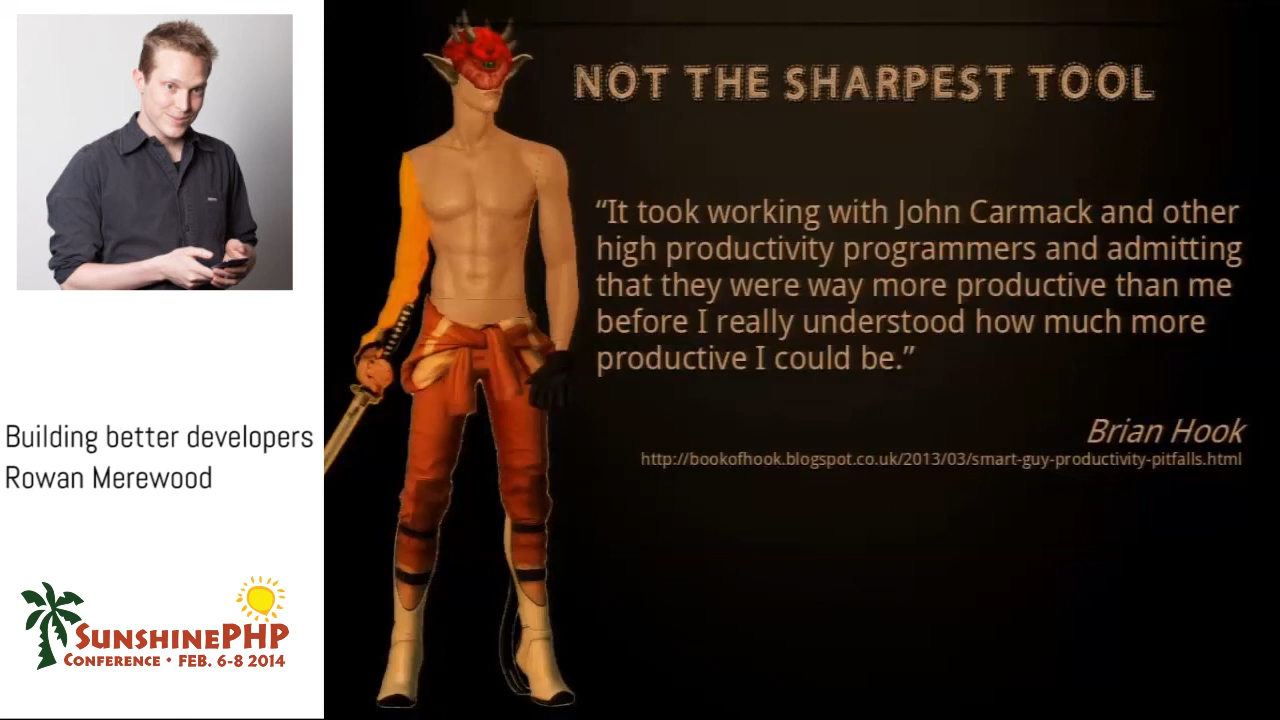 Building better developers
Rowan Merewood
SUNSHINEPHP
CONFERENCE • FEB. 6-8 2014
NOT THE SHARPEST TOOL
“It took working with John Carmack and other
high productivity programmers and admitting
that they were way more productive than me
before I really understood how much more
productive I could be.”
Brian Hook
http://bookofhook.blogspot.co.uk/2013/03/smart-guy-productivity-pitfalls.html